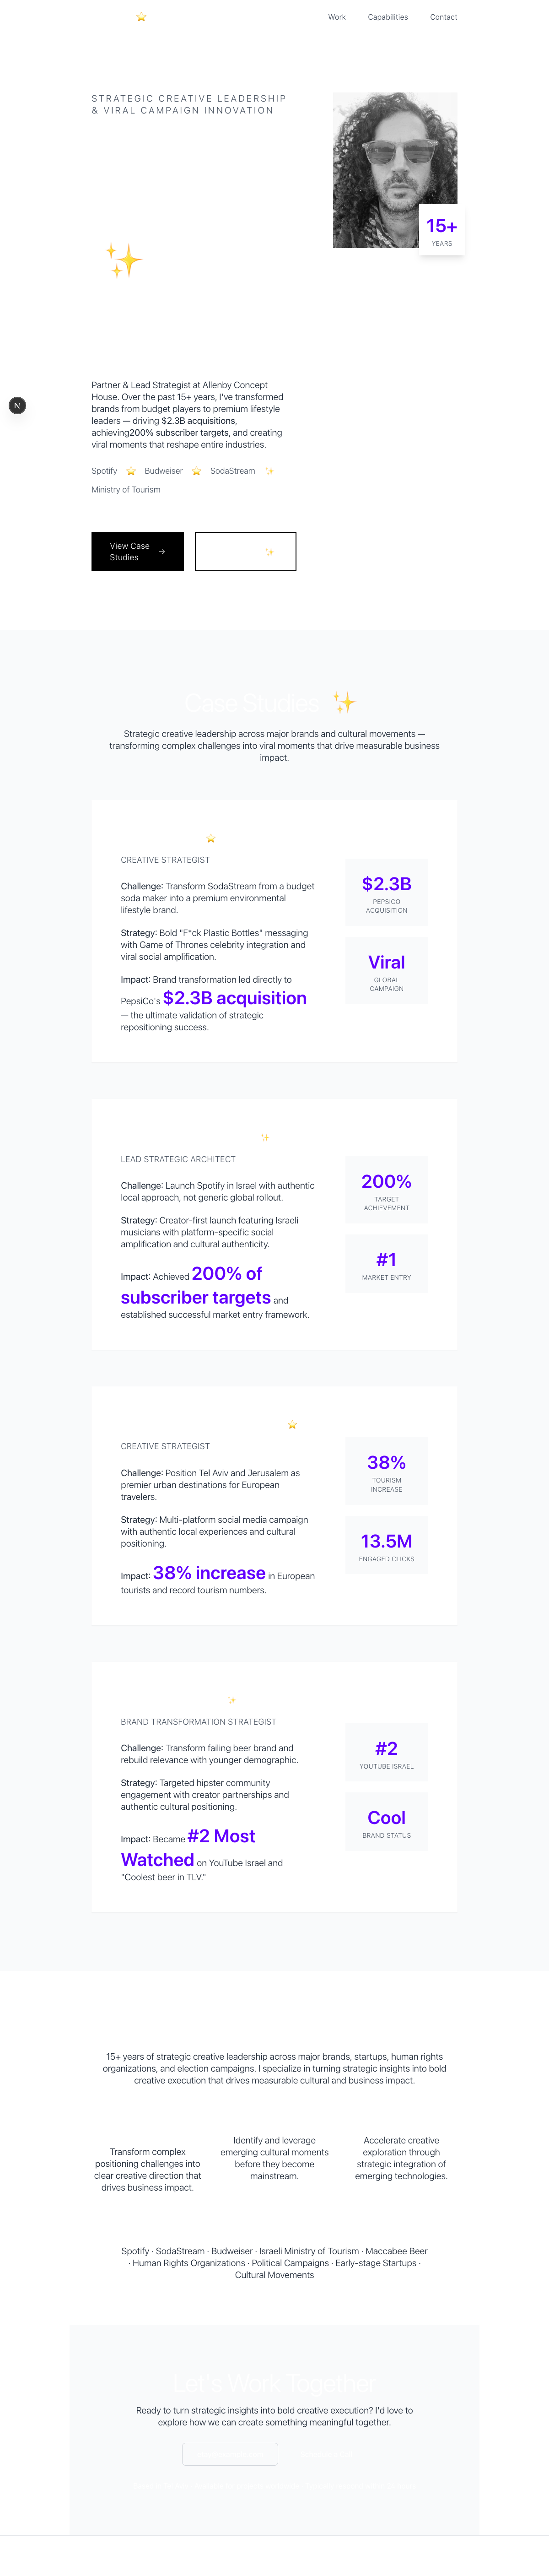 Work Capabilities Contact
STRATEGIC CREATIVE LEADERSHIP
& VIRAL CAMPAIGN INNOVATION
15+
YEARS
Partner & Lead Strategist at Allenby Concept
House. Over the past 15+ years, I've transformed
brands from budget players to premium lifestyle
leaders — driving $2.3B acquisitions,
achieving200% subscriber targets, and creating
viral moments that reshape entire industries.
N
Spotify Budweiser SodaStream
Ministry of Tourism
View Case
Studies →
Case Studies
Strategic creative leadership across major brands and cultural movements —
transforming complex challenges into viral moments that drive measurable business
impact.
CREATIVE STRATEGIST
Challenge: Transform SodaStream from a budget
soda maker into a premium environmental
lifestyle brand.
Strategy: Bold "F*ck Plastic Bottles" messaging
with Game of Thrones celebrity integration and
viral social amplification.
Impact: Brand transformation led directly to
PepsiCo's $2.3B acquisition
— the ultimate validation of strategic
repositioning success.
$2.3B
PEPSICO
ACQUISITION
Viral
GLOBAL
CAMPAIGN
LEAD STRATEGIC ARCHITECT
Challenge: Launch Spotify in Israel with authentic
local approach, not generic global rollout.
Strategy: Creator-first launch featuring Israeli
musicians with platform-specific social
amplification and cultural authenticity.
Impact: Achieved 200% of
subscriber targets and
established successful market entry framework.
200%
TARGET
ACHIEVEMENT
#1
MARKET ENTRY
CREATIVE STRATEGIST
Challenge: Position Tel Aviv and Jerusalem as
premier urban destinations for European
travelers.
Strategy: Multi-platform social media campaign
with authentic local experiences and cultural
positioning.
Impact: 38% increase in European
tourists and record tourism numbers.
38%
TOURISM
INCREASE
13.5M
ENGAGED CLICKS
BRAND TRANSFORMATION STRATEGIST
Challenge: Transform failing beer brand and
rebuild relevance with younger demographic.
Strategy: Targeted hipster community
engagement with creator partnerships and
authentic cultural positioning.
Impact: Became #2 Most
Watched on YouTube Israel and
"Coolest beer in TLV."
#2
YOUTUBE ISRAEL
Cool
BRAND STATUS
15+ years of strategic creative leadership across major brands, startups, human rights
organizations, and election campaigns. I specialize in turning strategic insights into bold
creative execution that drives measurable cultural and business impact.
Transform complex
positioning challenges into
clear creative direction that
drives business impact.
Identify and leverage
emerging cultural moments
before they become
mainstream.
Accelerate creative
exploration through
strategic integration of
emerging technologies.
Spotify · SodaStream · Budweiser · Israeli Ministry of Tourism · Maccabee Beer
· Human Rights Organizations · Political Campaigns · Early-stage Startups ·
Cultural Movements
Let's Work Together
Ready to turn strategic insights into bold creative execution? I'd love to
explore how we can create something meaningful together.